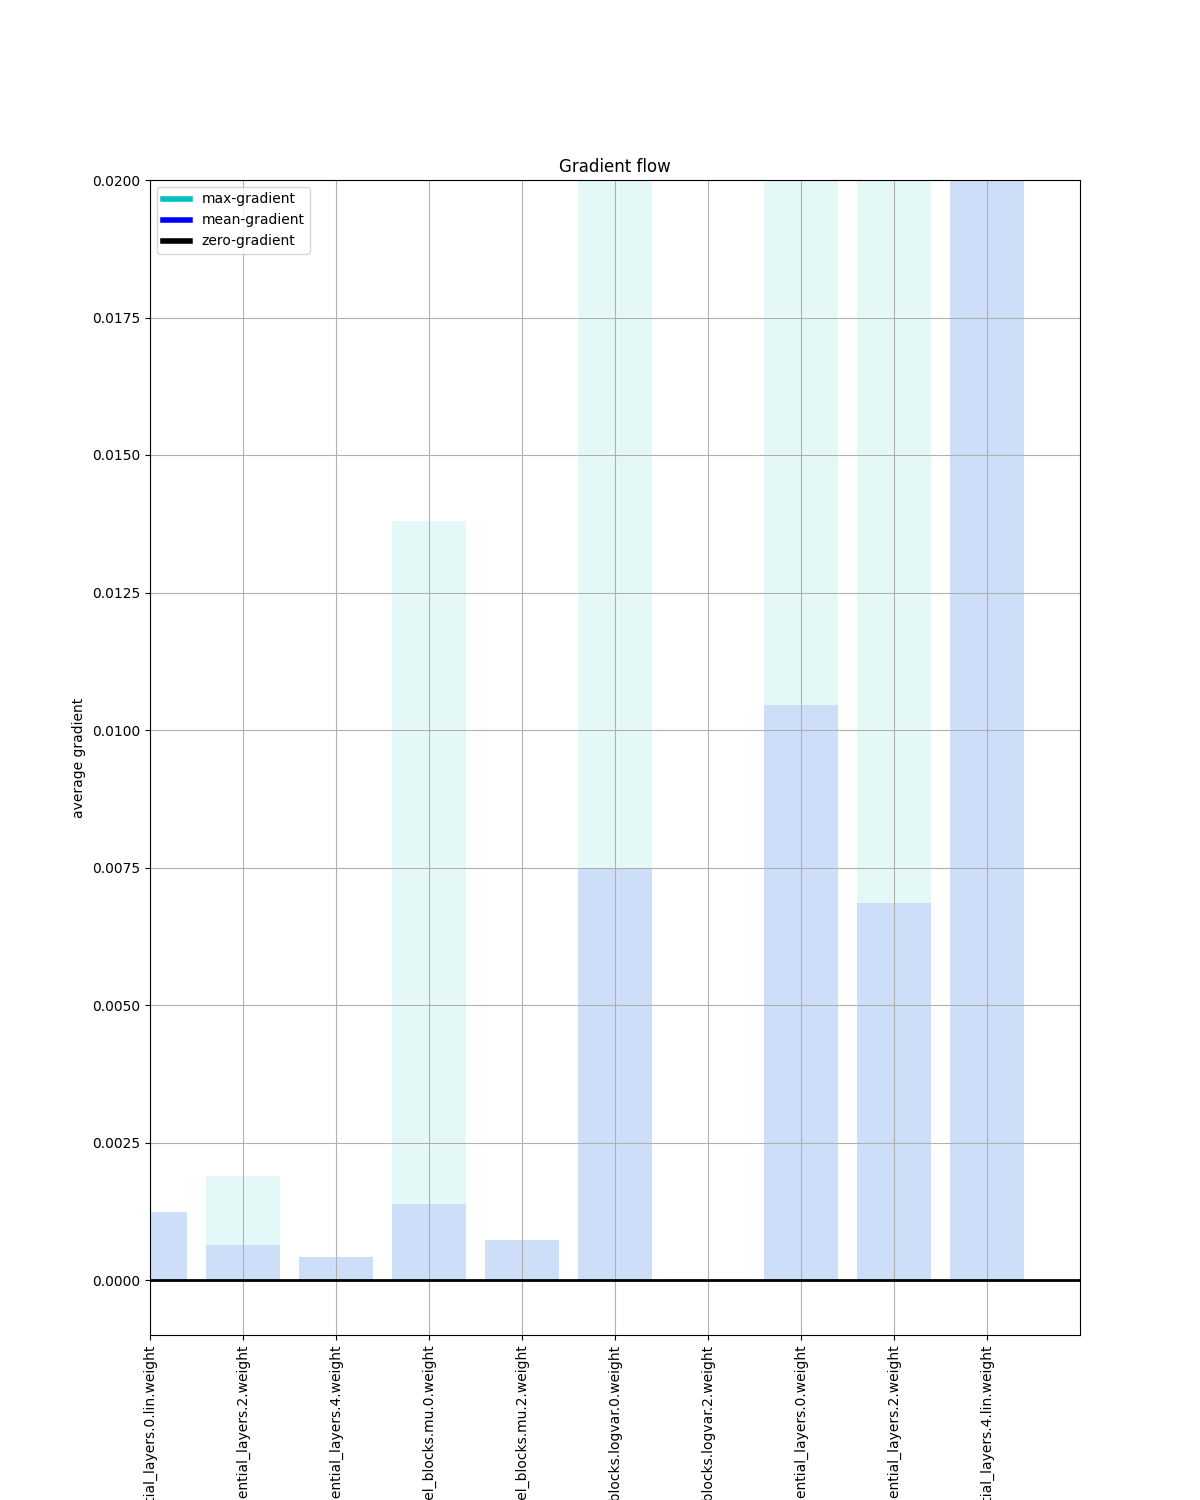 Gradient flow
max-gradient
mean-gradient
zero-gradient
0.0200
0.0175
0.0150
0.0125
0.0100
0.0075
0.0050
0.0025
0.0000
average gradient
tial_layers.0.lin.weight
ential_layers.2.weight
ential_layers.4.weight
el_blocks.mu.0.weight
el_blocks.mu.2.weight
blocks.logvar.0.weight
blocks.logvar.2.weight
ential_layers.0.weight
ential_layers.2.weight
tial_layers.4.lin.weight